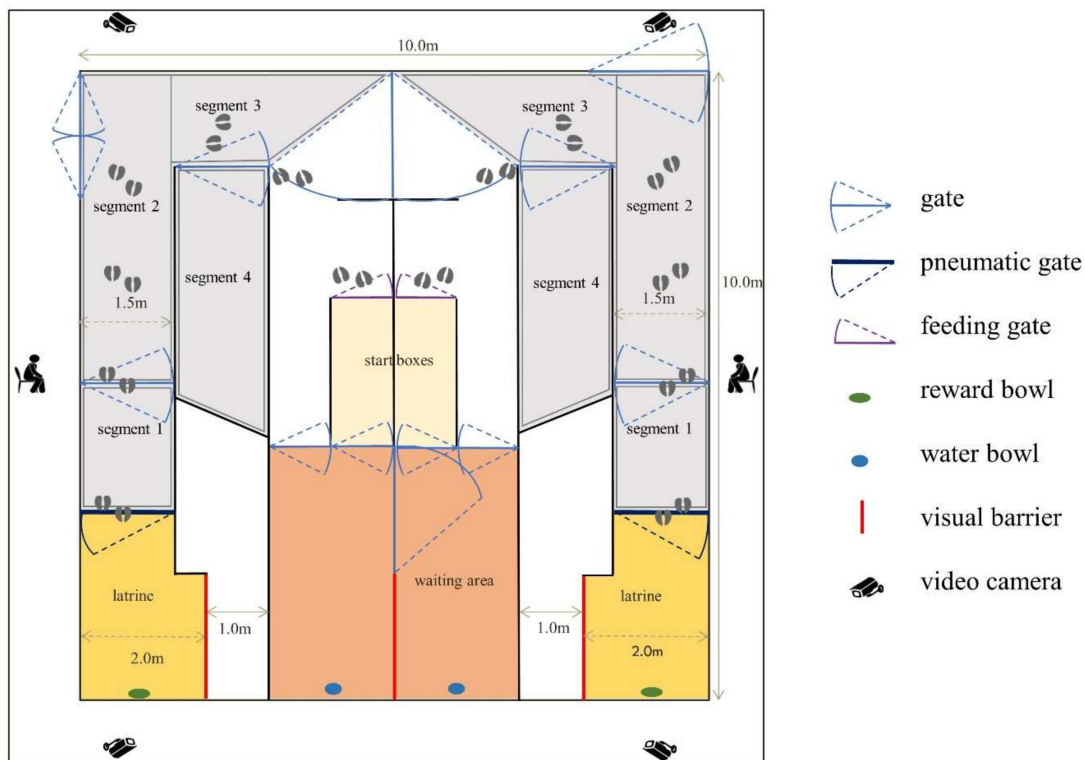 10.0m
segment 3
segment 3
segment 2
segment 2
segment 4
segment 4
10.0m
1.5m
1.5m
start boxes
segment 1
segment 1
waiting area
latrine
latrine
1.0m
1.0m
2.0m
2.0m
gate
pneumatic gate
feeding gate
reward bowl
water bowl
visual barrier
video camera